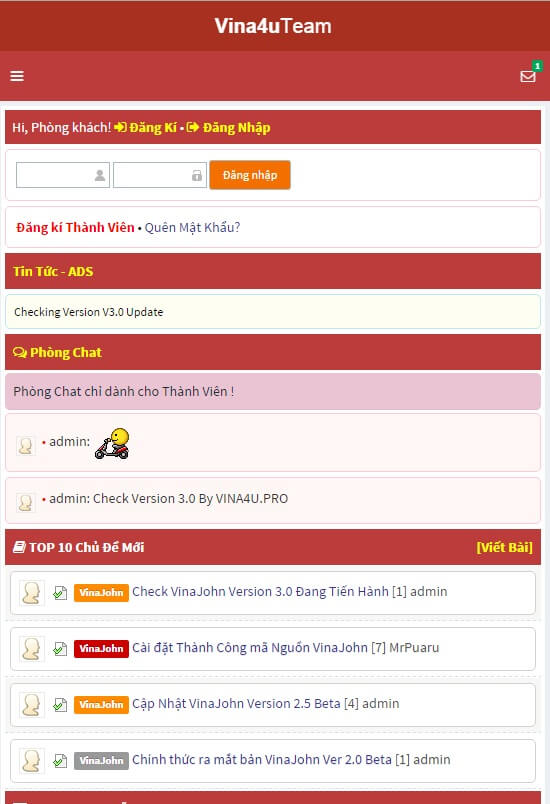 Vina4uTeam
1
Hi, Phòng khách! Đăng Kí • Đăng Nhập
Đăng nhập
Đăng kí Thành Viên • Quên Mật Khẩu?
Tin Tức - ADS
Checking Version V3.0 Update
Phòng Chat
Phòng Chat chỉ dành cho Thành Viên !
• admin:
• admin: Check Version 3.0 By VINA4U.PRO
TOP 10 Chủ Đề Mới [Viết Bài]
VinaJohn Check VinaJohn Version 3.0 Đang Tiến Hành [1] admin
VinaJohn Cài đặt Thành Công mã Nguồn VinaJohn [7] MrPuaru
VinaJohn Cập Nhật VinaJohn Version 2.5 Beta [4] admin
VinaJohn Chính thức ra mắt bản VinaJohn Ver 2.0 Beta [1] admin